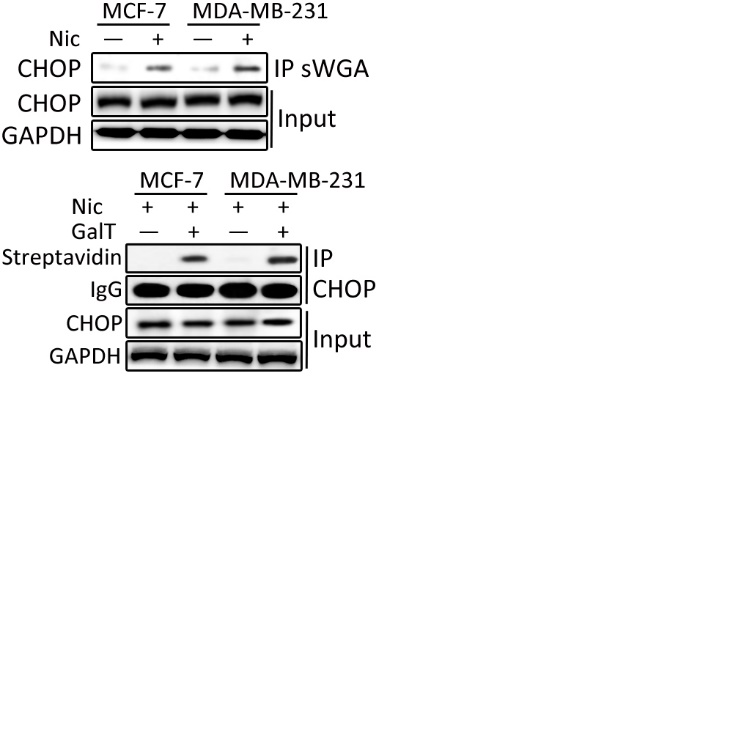 MCF-7 MDA-MB-231
Nic — + — +
CHOP IP sWGA
CHOP
Input
GAPDH
MCF-7 MDA-MB-231
Nic + + + +
GalT — + — +
Streptavidin IP
IgG CHOP
CHOP
Input
GAPDH